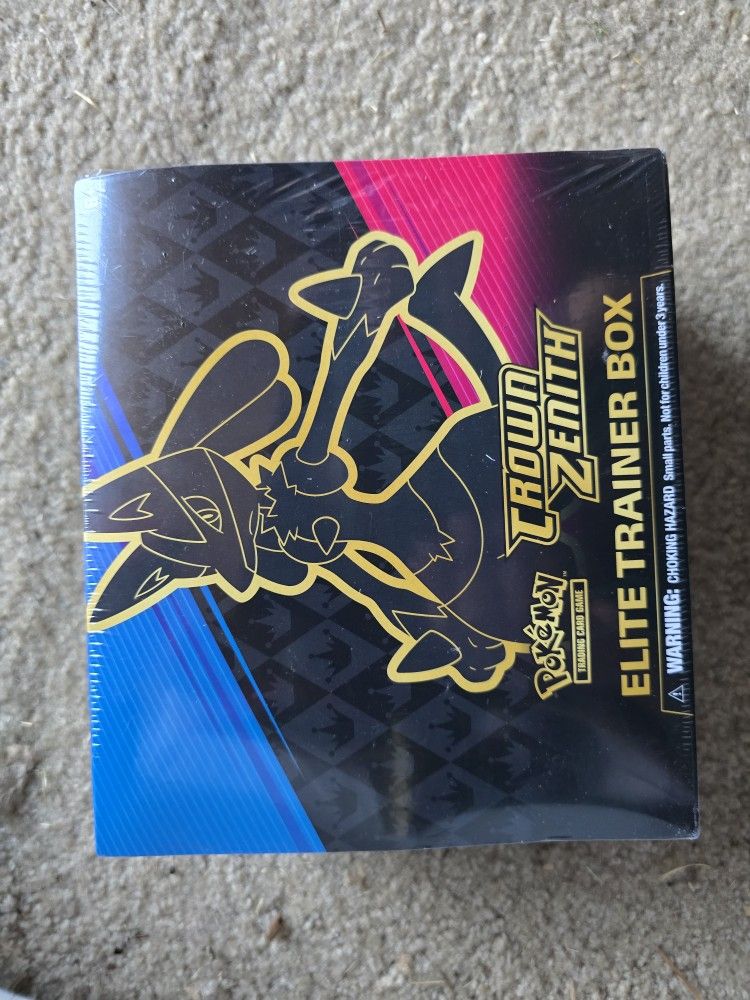 CROWN
ZENITH
Pokémon™
TRADING CARD GAME
ELITE TRAINER BOX
WARNING: CHOKING HAZARD Small parts. Not for children under 3 years.